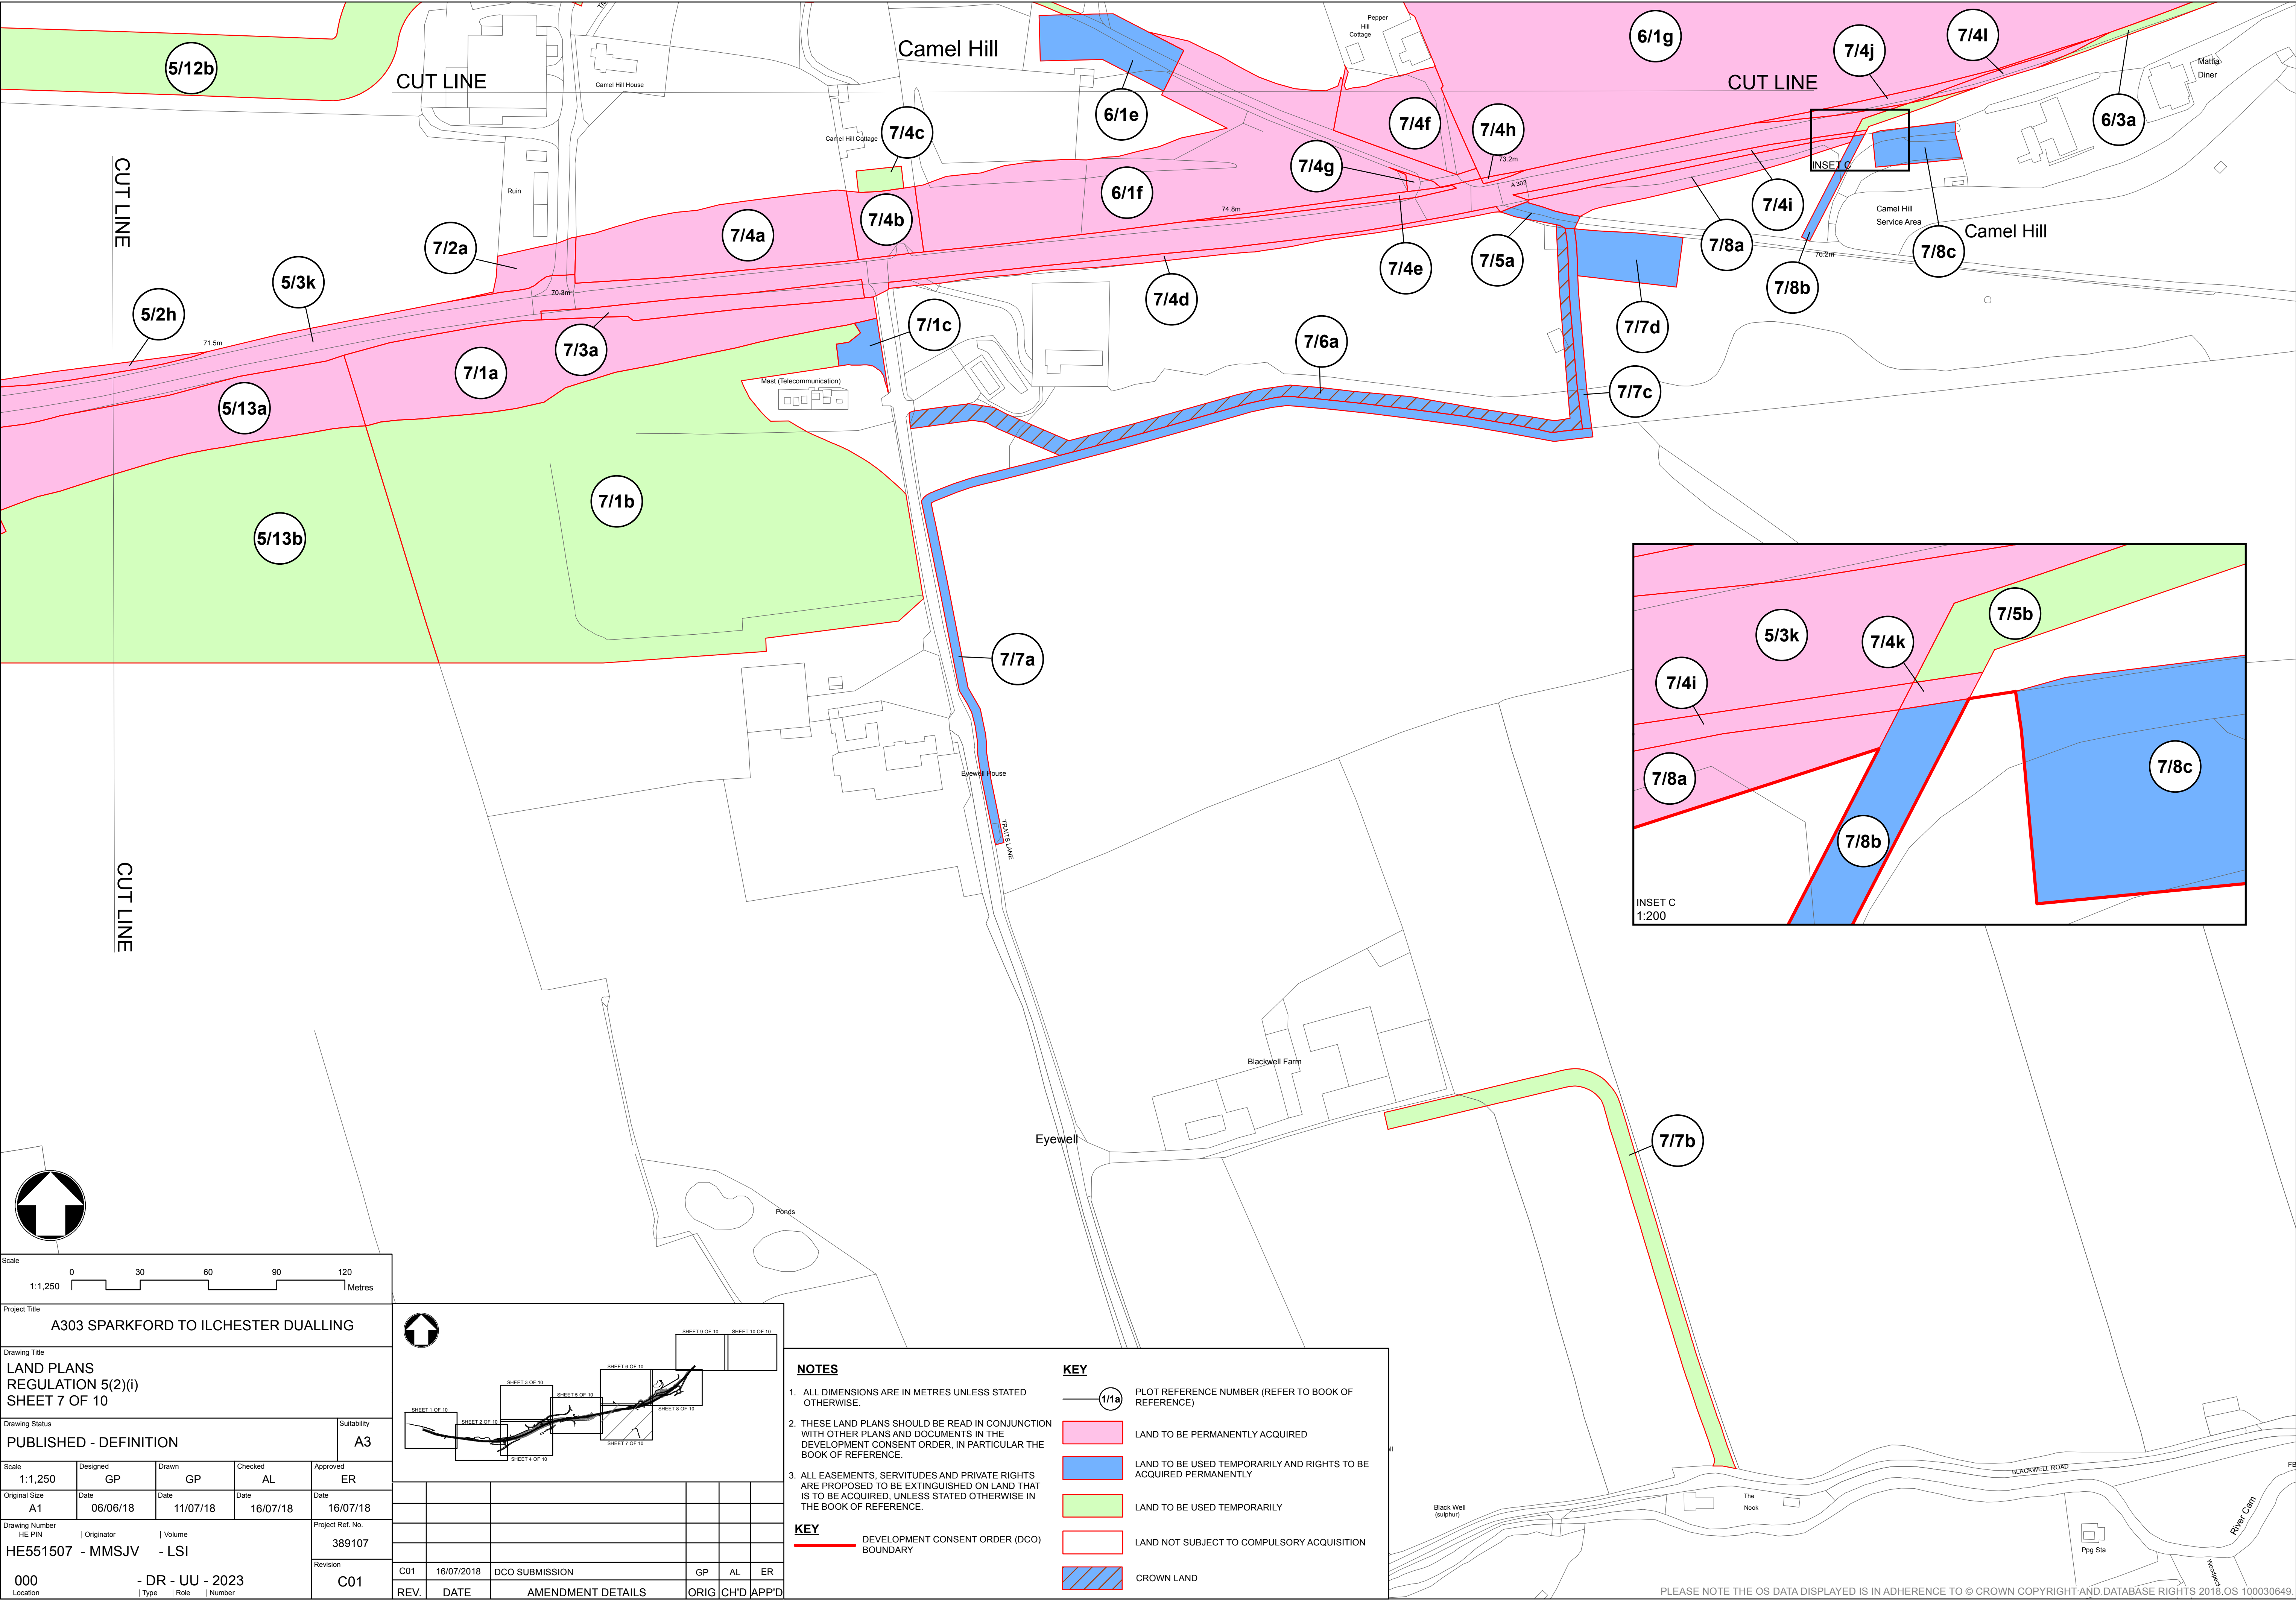 5/12b
CUT LINE
Camel Hill House
Camel Hill
Pepper
Hill
Cottage
6/1g
7/4j
7/4l
CUT LINE
Mattia
Diner
6/3a
6/1e
7/4c
Camel Hill Cottage
7/4f
7/4h
73.2m
INSET C
CUT LINE
Ruin
7/4g
6/1f
A 303
74.8m
7/4b
7/4a
7/2a
7/4i
Camel Hill
Service Area
Camel Hill
7/8a
7/8c
76.2m
7/8b
7/5a
7/4e
7/4d
5/3k
70.3m
5/2h
71.5m
7/3a
7/1c
7/6a
7/7d
7/1a
Mast (Telecommunication)
7/7c
5/13a
7/1b
5/13b
7/7a
Eyewell House
TRAITS LANE
CUT LINE
5/3k
7/4k
7/5b
7/4i
7/8a
7/8c
7/8b
INSET C
1:200
Blackwell Farm
Eyewell
7/7b
Ponds
BLACKWELL ROAD
FB
The
Nook
Black Well
(sulphur)
River Cam
Ppg Sta
Scale
1:1,250
0 30 60 90 120
Metres
Project Title
A303 SPARKFORD TO ILCHESTER DUALLING
Drawing Title
LAND PLANS
REGULATION 5(2)(i)
SHEET 7 OF 10
Drawing Status
PUBLISHED - DEFINITION
Suitability
A3
Scale Designed Drawn Checked Approved
1:1,250 GP GP AL ER
Original Size Date Date Date Date
A1 06/06/18 11/07/18 16/07/18 16/07/18
Drawing Number
HE PIN | Originator | Volume
HE551507 - MMSJV - LSI
Project Ref. No.
389107
000 - DR - UU - 2023
Location | Type | Role | Number
Revision
C01
SHEET 9 OF 10 SHEET 10 OF 10
SHEET 6 OF 10
SHEET 3 OF 10
SHEET 5 OF 10
SHEET 1 OF 10
SHEET 2 OF 10
SHEET 8 OF 10
SHEET 7 OF 10
SHEET 4 OF 10
C01 16/07/2018 DCO SUBMISSION GP AL ER
REV. DATE AMENDMENT DETAILS ORIG CH'D APP'D
NOTES
1. ALL DIMENSIONS ARE IN METRES UNLESS STATED
OTHERWISE.
2. THESE LAND PLANS SHOULD BE READ IN CONJUNCTION
WITH OTHER PLANS AND DOCUMENTS IN THE
DEVELOPMENT CONSENT ORDER, IN PARTICULAR THE
BOOK OF REFERENCE.
3. ALL EASEMENTS, SERVITUDES AND PRIVATE RIGHTS
ARE PROPOSED TO BE EXTINGUISHED ON LAND THAT
IS TO BE ACQUIRED, UNLESS STATED OTHERWISE IN
THE BOOK OF REFERENCE.
KEY
DEVELOPMENT CONSENT ORDER (DCO)
BOUNDARY
KEY
1/1a
PLOT REFERENCE NUMBER (REFER TO BOOK OF
REFERENCE)
LAND TO BE PERMANENTLY ACQUIRED
LAND TO BE USED TEMPORARILY AND RIGHTS TO BE
ACQUIRED PERMANENTLY
LAND TO BE USED TEMPORARILY
LAND NOT SUBJECT TO COMPULSORY ACQUISITION
CROWN LAND
PLEASE NOTE THE OS DATA DISPLAYED IS IN ADHERENCE TO © CROWN COPYRIGHT AND DATABASE RIGHTS 2018.OS 100030649.